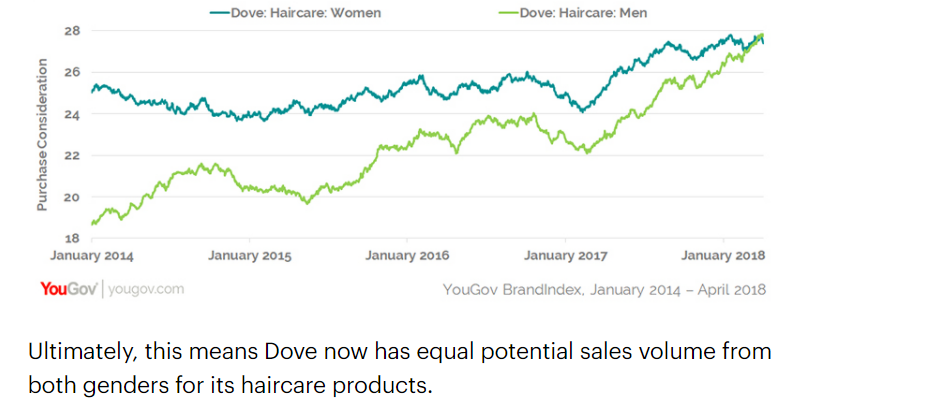 Dove: Haircare: Women Dove: Haircare: Men
28
26
24
22
20
18
Purchase Consideration
January 2014 January 2015 January 2016 January 2017 January 2018
YouGov | yougov.com YouGov BrandIndex, January 2014 – April 2018
Ultimately, this means Dove now has equal potential sales volume from
both genders for its haircare products.